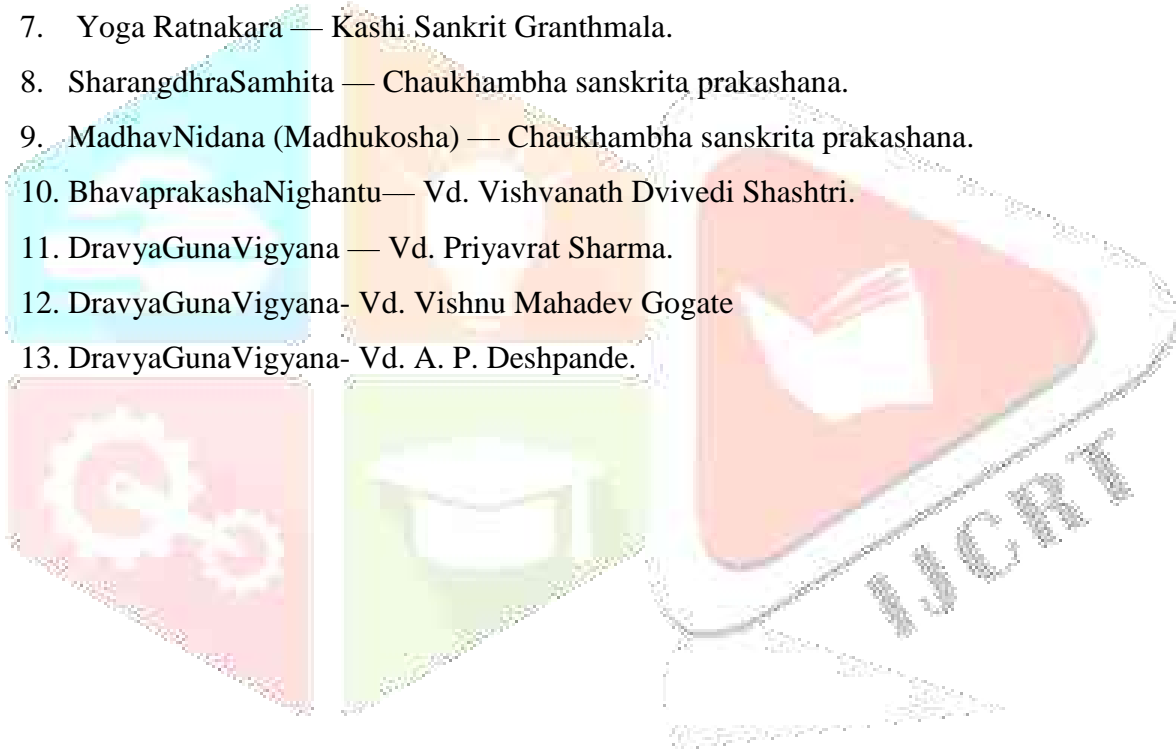 7. Yoga Ratnakara — Kashi Sankrit Granthmala.
8. SharangdhraSamhita — Chaukhambha sanskrita prakashana.
9. MadhavNidana (Madhukosha) — Chaukhambha sanskrita prakashana.
10. BhavaprakashaNighantu— Vd. Vishvanath Dvivedi Shashtri.
11. DravyaGunaVigyana — Vd. Priyavrat Sharma.
12. DravyaGunaVigyana- Vd. Vishnu Mahadev Gogate
13. DravyaGunaVigyana- Vd. A. P. Deshpande.
IJCRT